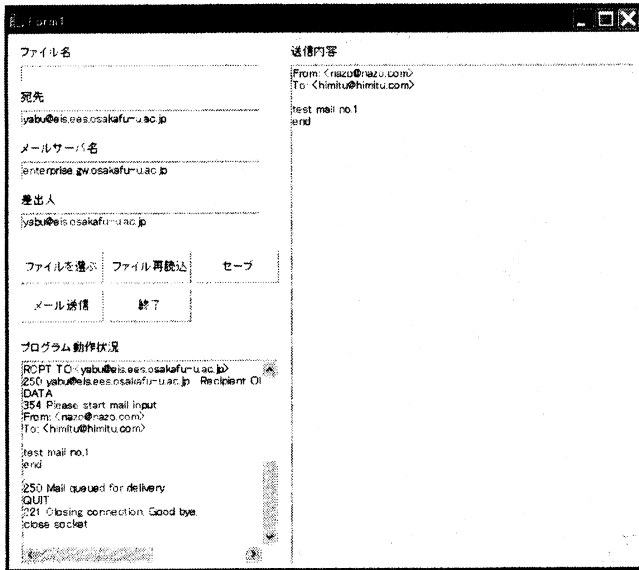 Form1
ファイル名
宛先
yabu@eis.ees.osakafu-u.ac.jp
メールサーバ名
enterprise.gw.osakafu-u.ac.jp
差出人
yabu@eis.osakafu-u.ac.jp
ファイルを選ぶ ファイル再読込 セーブ
メール送信 終了
プログラム動作状況
RCPT TO:<yabu@eis.ees.osakafu-u.ac.jp>
250 yabu@eis.ees.osakafu-u.ac.jp Recipient
DATA
354 Please start mail input
From: <nazo@nazo.com>
To: <himitu@himitu.com>
test mail no.1
end
250 Mail queued for delivery
QUIT
221 Closing connection. Good bye.
close socket
送信内容
From: <nazo@nazo.com>
To: <himitu@himitu.com>
test mail no.1
end